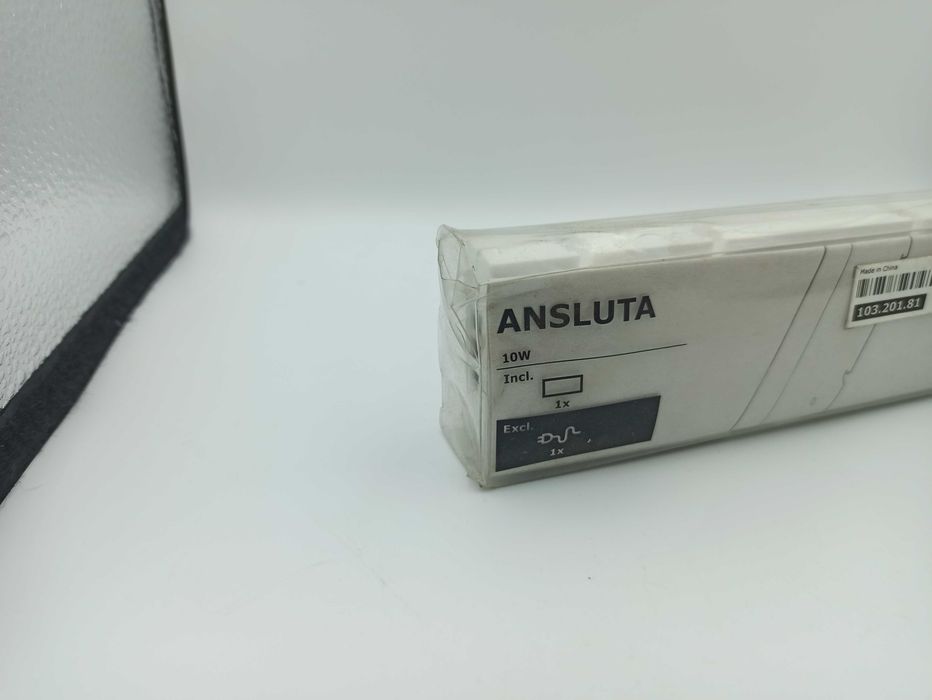 ANSLUTA
10W
Incl.
1x
Excl.
1x
Made in China
103.201.81